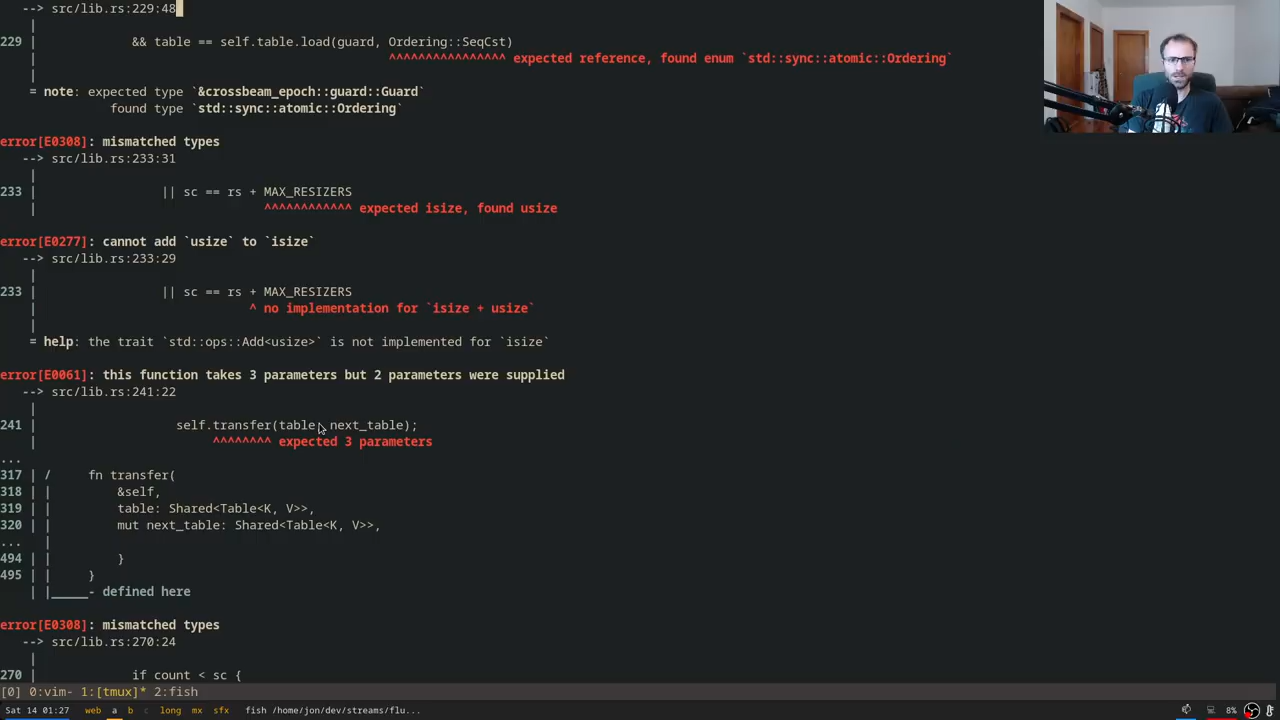 --> src/lib.rs:229:48
|
229 | && table == self.table.load(guard, Ordering::SeqCst)
| ^^^^^^^^^^^^^^^^ expected reference, found enum `std::sync::atomic::Ordering`
|
= note: expected type `&crossbeam_epoch::guard::Guard`
found type `std::sync::atomic::Ordering`
error[E0308]: mismatched types
--> src/lib.rs:233:31
|
233 | || sc == rs + MAX_RESIZERS
| ^^^^^^^^^^^^ expected isize, found usize
error[E0277]: cannot add `usize` to `isize`
--> src/lib.rs:233:29
|
233 | || sc == rs + MAX_RESIZERS
| ^ no implementation for `isize + usize`
|
= help: the trait `std::ops::Add<usize>` is not implemented for `isize`
error[E0061]: this function takes 3 parameters but 2 parameters were supplied
--> src/lib.rs:241:22
|
241 | self.transfer(table, next_table);
| ^^^^^^^^ expected 3 parameters
...
317 | / fn transfer(
318 | | &self,
319 | | table: Shared<Table<K, V>>,
320 | | mut next_table: Shared<Table<K, V>>,
... |
494 | | }
495 | | }
| |_____- defined here
error[E0308]: mismatched types
--> src/lib.rs:270:24
|
270 | if count < sc {
[0] 0:vim- 1:[tmux]* 2:fish
Sat 14 01:27 web a b c long mx sfx fish /home/jon/dev/streams/flu... 8%